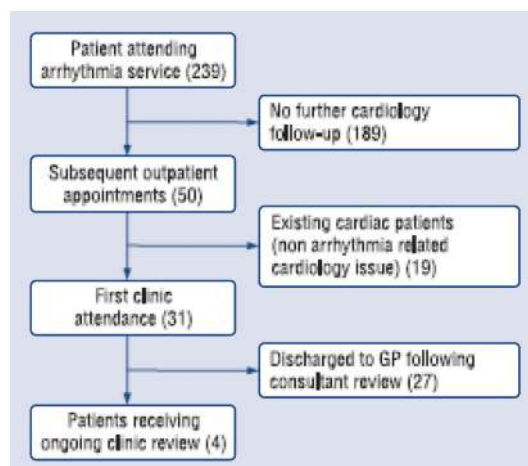 Patient attending
arrhythmia service (239)
No further cardiology
follow-up (189)
Subsequent outpatient
appointments (50)
Existing cardiac patients
(non arrhythmia related
cardiology issue) (19)
First clinic
attendance (31)
Discharged to GP following
consultant review (27)
Patients receiving
ongoing clinic review (4)